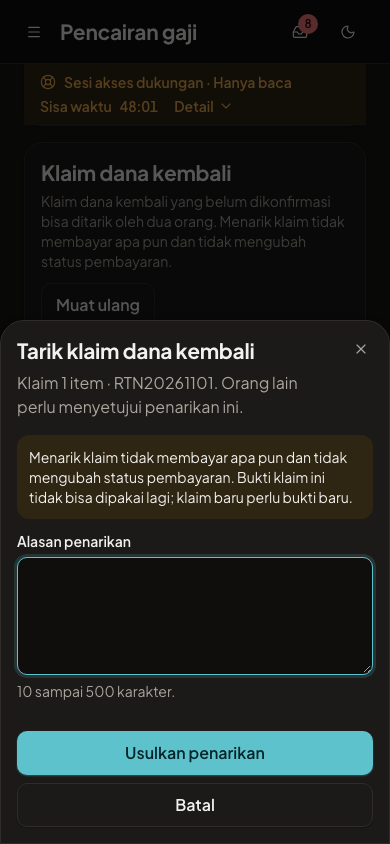 Pencairan gaji
8
Sesi akses dukungan · Hanya baca
Sisa waktu 48:01 Detail
Klaim dana kembali
Klaim dana kembali yang belum dikonfirmasi
bisa ditarik oleh dua orang. Menarik klaim tidak
membayar apa pun dan tidak mengubah
status pembayaran.
Muat ulang
Tarik klaim dana kembali
Klaim 1 item · RTN20261101. Orang lain
perlu menyetujui penarikan ini.
Menarik klaim tidak membayar apa pun dan tidak
mengubah status pembayaran. Bukti klaim ini
tidak bisa dipakai lagi; klaim baru perlu bukti baru.
Alasan penarikan
10 sampai 500 karakter.
Usulkan penarikan
Batal